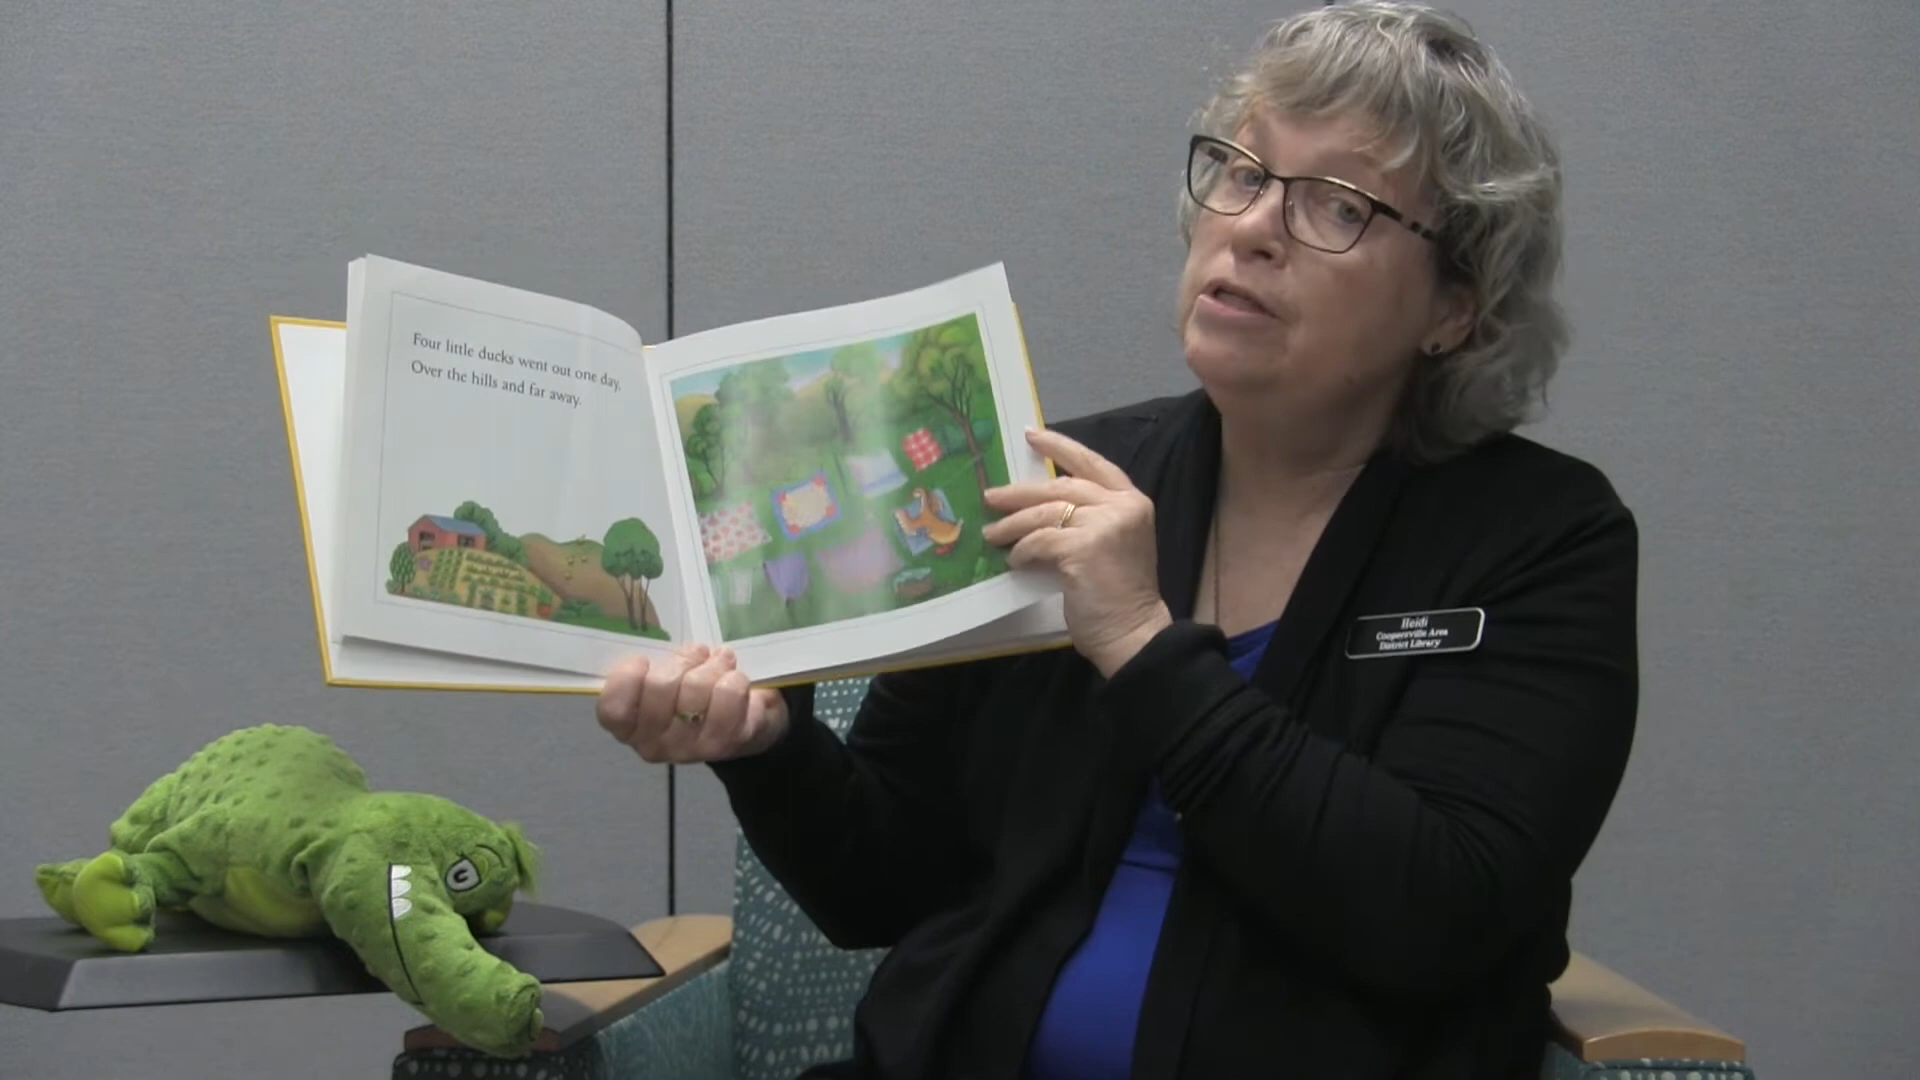 Four little ducks went out one day,
Over the hills and far away.
Heidi
Coopersville Area
District Library